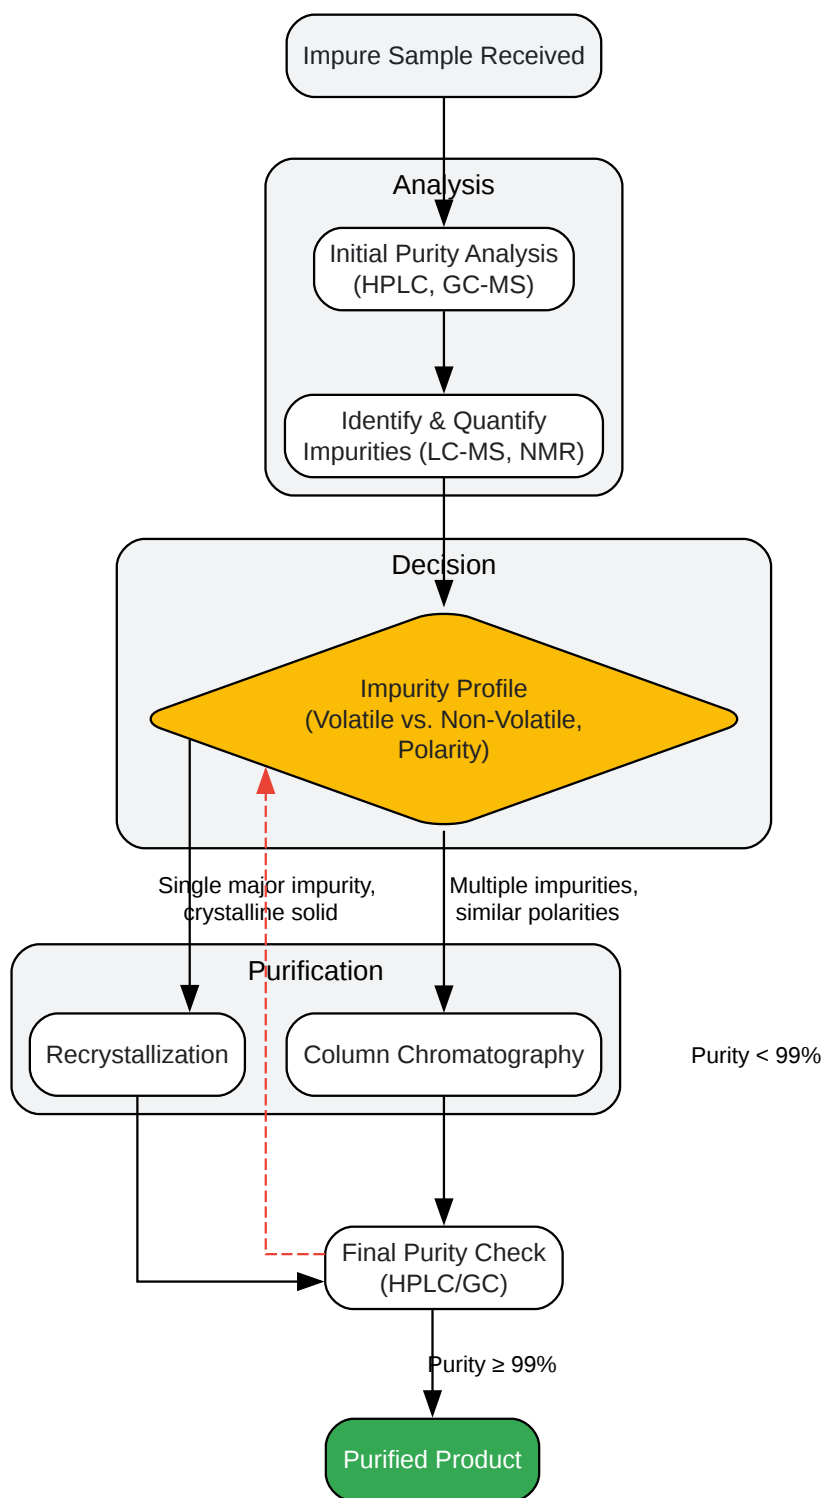 Impure Sample Received
Analysis
Initial Purity Analysis
(HPLC, GC-MS)
Identify & Quantify
Impurities (LC-MS, NMR)
Decision
Impurity Profile
(Volatile vs. Non-Volatile,
Polarity)
Single major impurity,
crystalline solid
Multiple impurities,
similar polarities
Purification
Recrystallization
Column Chromatography
Purity < 99%
Final Purity Check
(HPLC/GC)
Purity ≥ 99%
Purified Product